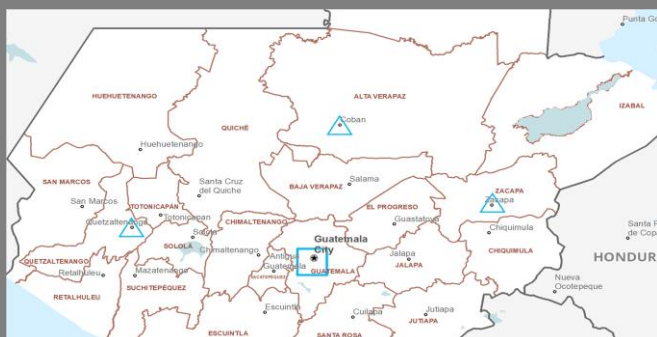 Punta Go
HUEHUETENANGO
ALTA VERAPAZ
IZABAL
Coban
QUICHÉ
Huehuetenango
SAN MARCOS
Santa Cruz
del Quiche
Salama
BAJA VERAPAZ
ZACAPA
Zacapa
San Marcos
TOTONICAPÁN
Totonicapan
EL PROGRESO
Quetzaltenango
CHIMALTENANGO
Guastatoya
Chiquimula
Santa R
de Cop
Solola
SOLOLÁ
Guatemala
City
Chimaltenango
Antigua
Guatemala
Jalapa
CHIQUIMULA
HONDUR
QUETZALTENANGO
Retalhuleu
Mazatenango
GUATEMALA
JALAPA
SUCHITEPÉQUEZ
Nueva
Ocotepeque
RETALHULEU
Escuintla
Cuilapa
Jutiapa
JUTIAPA
ESCUINTLA
SANTA ROSA